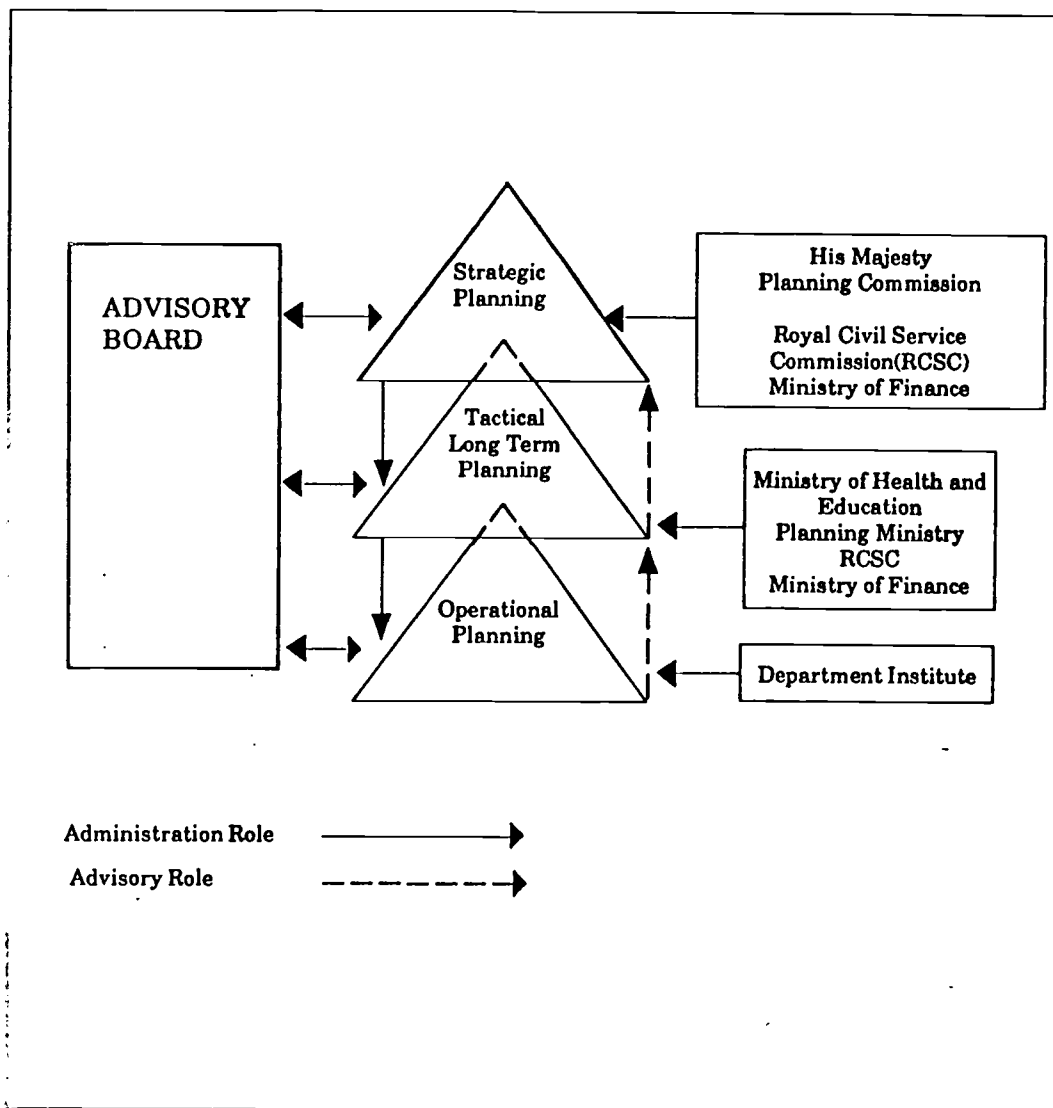 ADVISORY
BOARD
Strategic
Planning
Tactical
Long Term
Planning
Operational
Planning
His Majesty
Planning Commission
Royal Civil Service
Commission(RCSC)
Ministry of Finance
Ministry of Health and
Education
Planning Ministry
RCSC
Ministry of Finance
Department Institute
Administration Role
Advisory Role